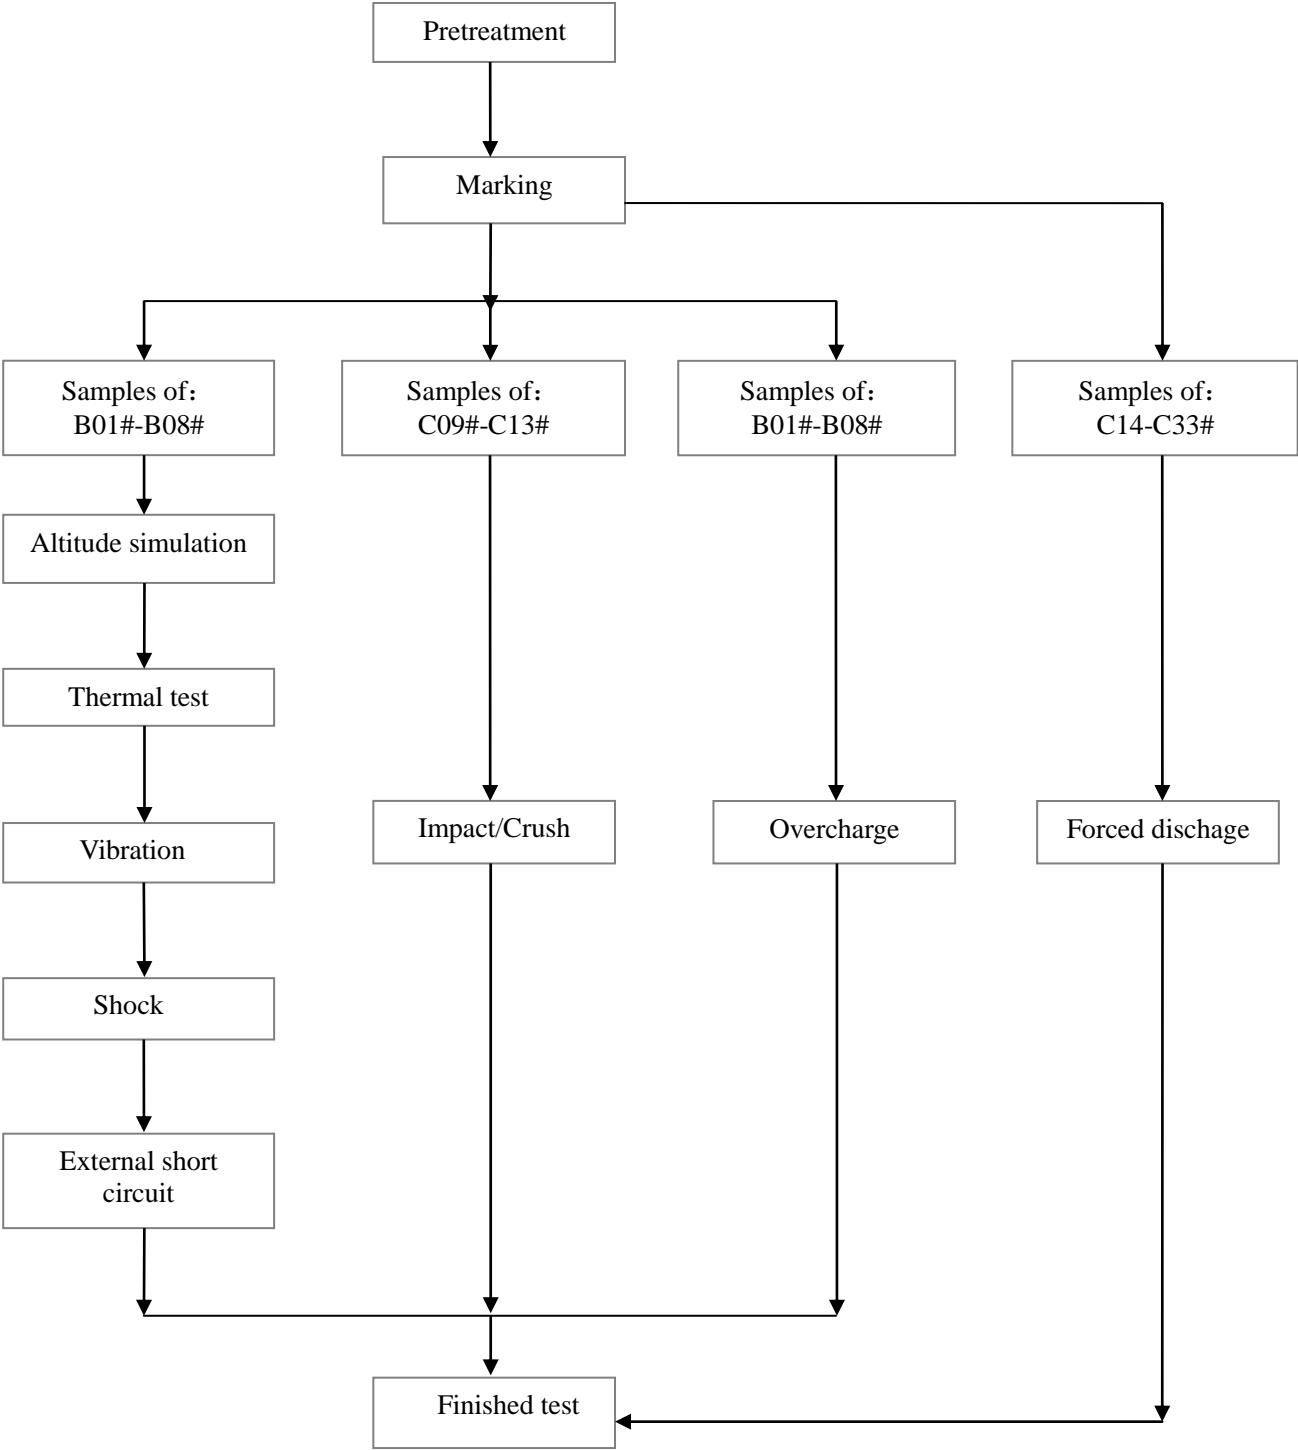 Pretreatment
Marking
Samples of：
B01#-B08#
Samples of：
C09#-C13#
Samples of：
B01#-B08#
Samples of：
C14-C33#
Altitude simulation
Thermal test
Vibration
Shock
External short
circuit
Impact/Crush
Overcharge
Forced dischage
Finished test